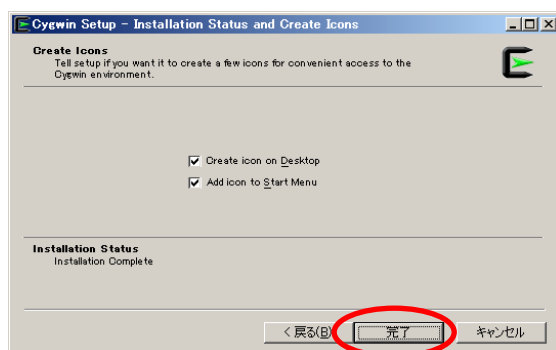 Cygwin Setup - Installation Status and Create Icons
Create Icons
Tell setup if you want it to create a few icons for convenient access to the
Cygwin environment.
Create icon on Desktop
Add icon to Start Menu
Installation Status
Installation Complete
< 戻る(B)
完了
キャンセル